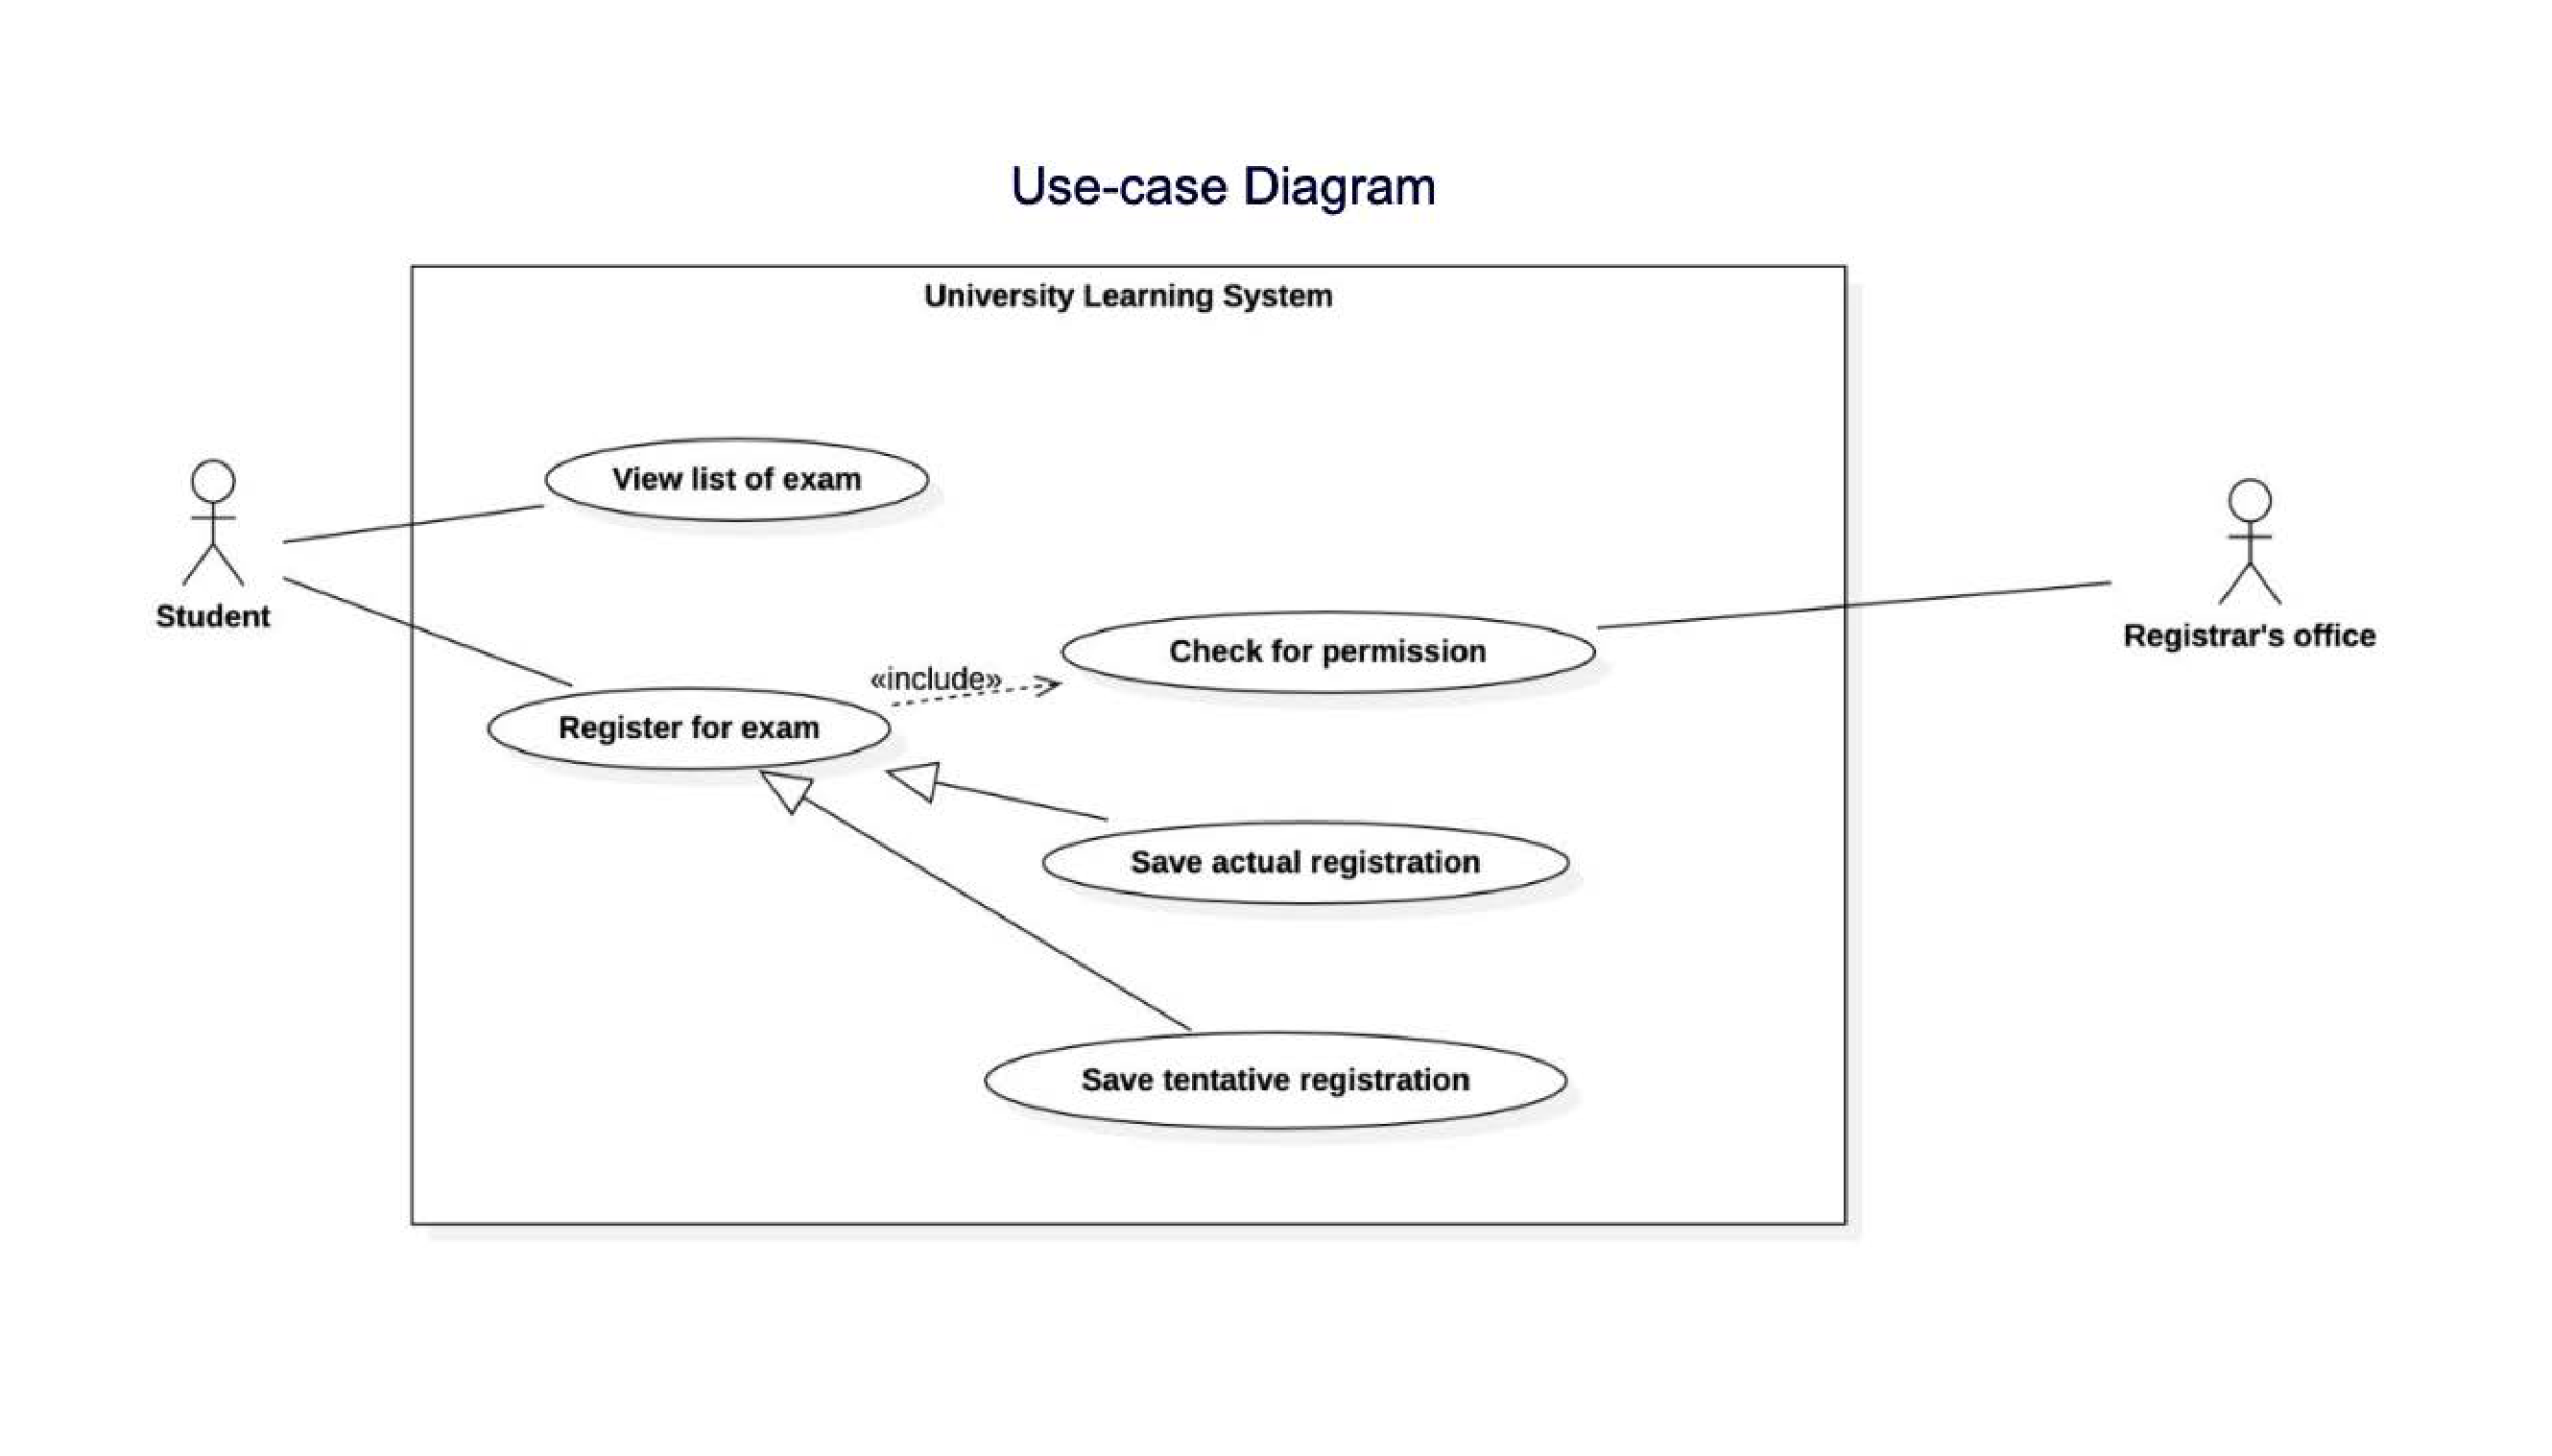 Use-case Diagram
University Learning System
View list of exam
Student
Check for permission
Registrar's office
«include»
Register for exam
Save actual registration
Save tentative registration